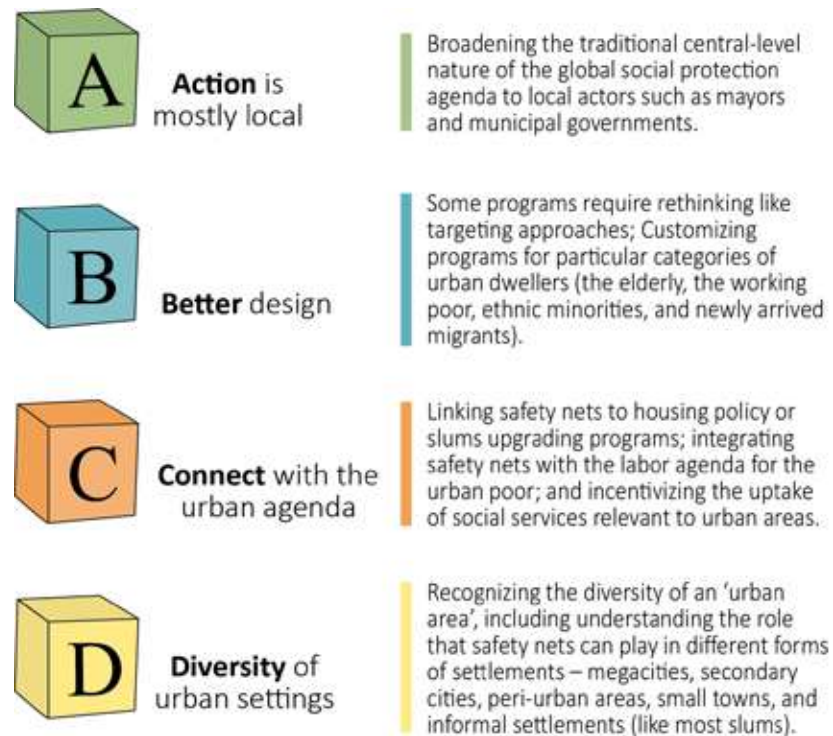 A
Action is
mostly local
Broadening the traditional central-level
nature of the global social protection
agenda to local actors such as mayors
and municipal governments.
B
Better design
Some programs require rethinking like
targeting approaches; Customizing
programs for particular categories of
urban dwellers (the elderly, the working
poor, ethnic minorities, and newly arrived
migrants).
C
Connect with the
urban agenda
Linking safety nets to housing policy or
slums upgrading programs; integrating
safety nets with the labor agenda for the
urban poor; and incentivizing the uptake
of social services relevant to urban areas.
D
Diversity of
urban settings
Recognizing the diversity of an ‘urban
area’, including understanding the role
that safety nets can play in different forms
of settlements – megacities, secondary
cities, peri-urban areas, small towns, and
informal settlements (like most slums).